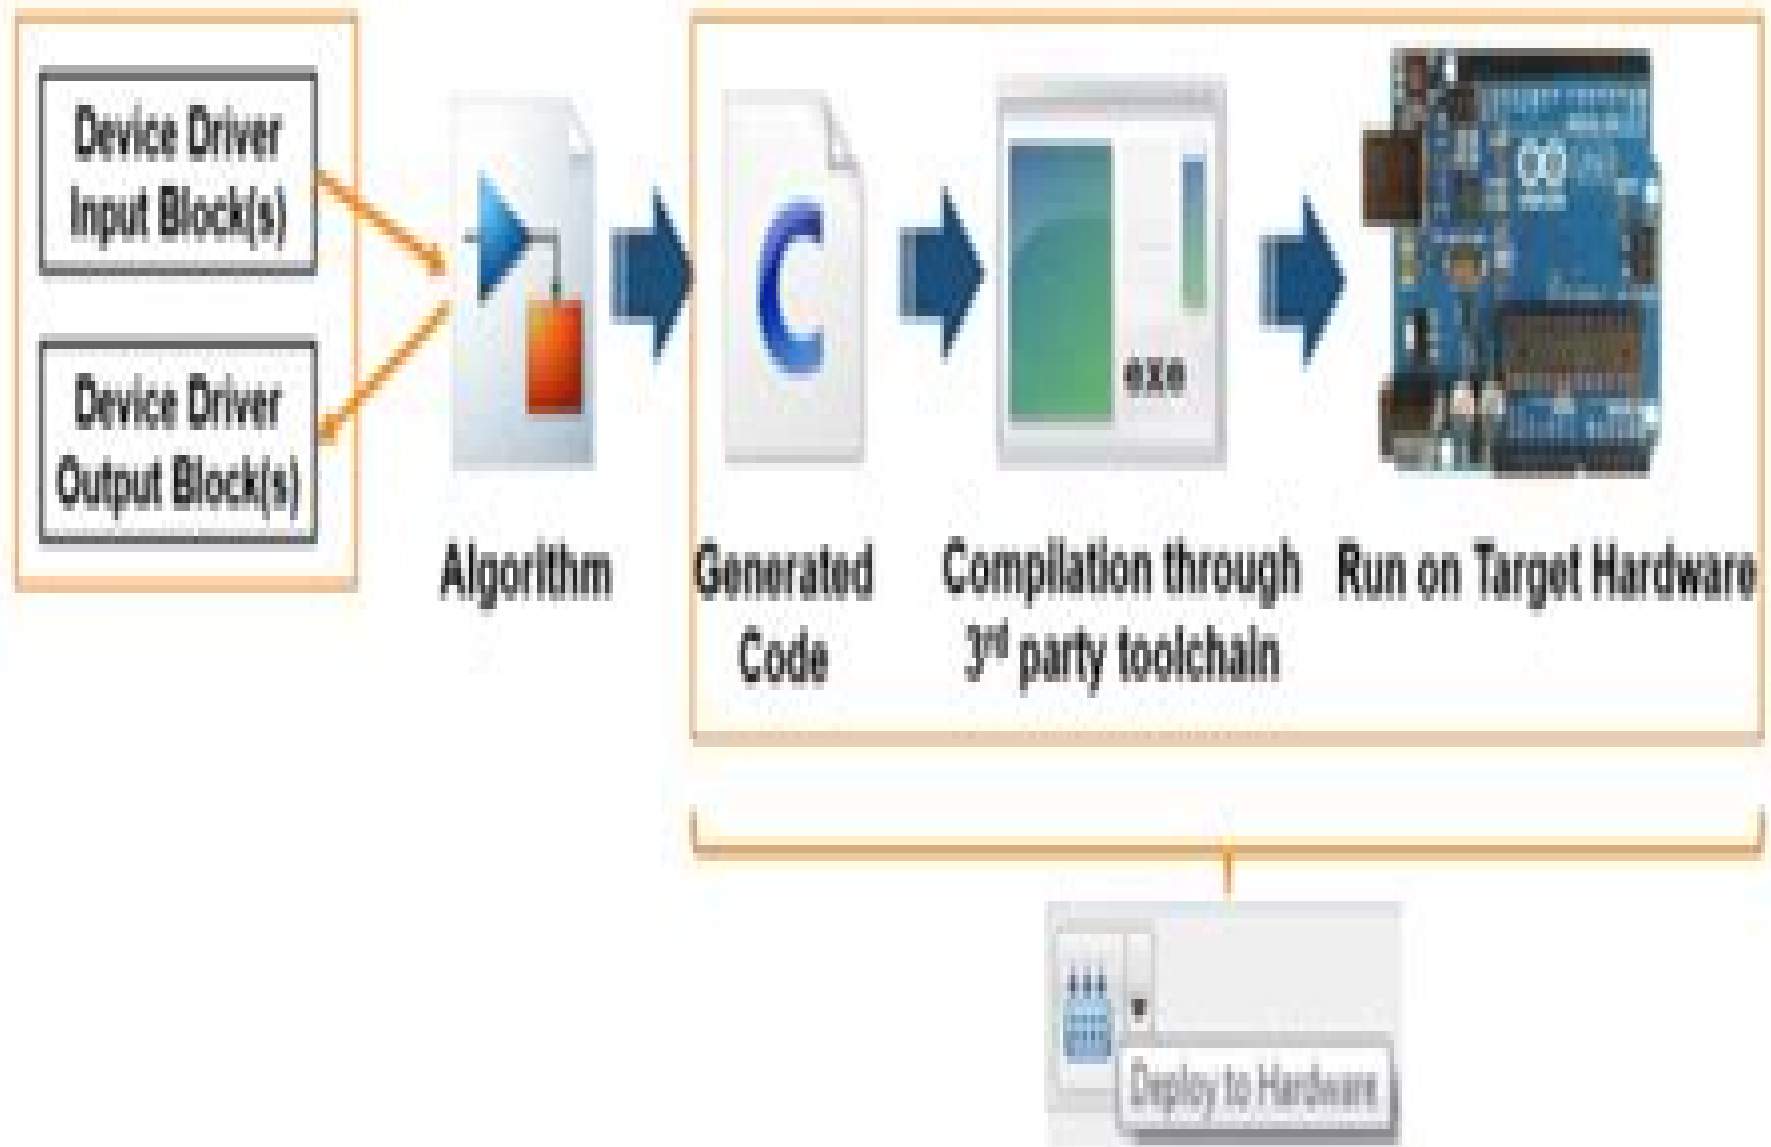 Device Driver
Input Block(s)
Device Driver
Output Block(s)
Algorithm
C
Generated
Code
exe
Compilation through
3rd party toolchain
Run on Target Hardware
Deploy to Hardware